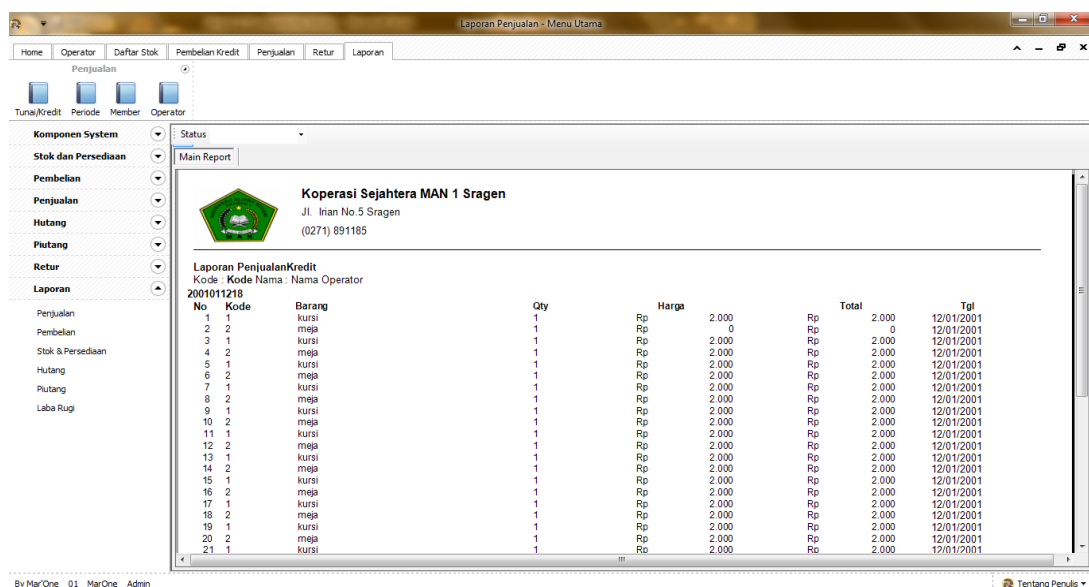 Laporan Penjualan - Menu Utama
Home Operator Daftar Stok Pembelian Kredit Penjualan Retur Laporan
Penjualan
Tunai/Kredit Periode Member Operator
Komponen System
Stok dan Persediaan
Pembelian
Penjualan
Hutang
Piutang
Retur
Laporan
Penjualan
Pembelian
Stok & Persediaan
Hutang
Piutang
Laba Rugi
Status
Main Report
Koperasi Sejahtera MAN 1 Sragen
Jl. Irian No.5 Sragen
(0271) 891185
Laporan PenjualanKredit
Kode : Kode Nama : Nama Operator
2001011218
No Kode Barang Qty Harga Total Tgl
1 1 kursi 1 Rp 2.000 Rp 2.000 12/01/2001
2 2 meja 1 Rp 0 Rp 0 12/01/2001
3 1 kursi 1 Rp 2.000 Rp 2.000 12/01/2001
4 2 meja 1 Rp 2.000 Rp 2.000 12/01/2001
5 1 kursi 1 Rp 2.000 Rp 2.000 12/01/2001
6 2 meja 1 Rp 2.000 Rp 2.000 12/01/2001
7 1 kursi 1 Rp 2.000 Rp 2.000 12/01/2001
8 2 meja 1 Rp 2.000 Rp 2.000 12/01/2001
9 1 kursi 1 Rp 2.000 Rp 2.000 12/01/2001
10 2 meja 1 Rp 2.000 Rp 2.000 12/01/2001
11 1 kursi 1 Rp 2.000 Rp 2.000 12/01/2001
12 2 meja 1 Rp 2.000 Rp 2.000 12/01/2001
13 1 kursi 1 Rp 2.000 Rp 2.000 12/01/2001
14 2 meja 1 Rp 2.000 Rp 2.000 12/01/2001
15 1 kursi 1 Rp 2.000 Rp 2.000 12/01/2001
16 2 meja 1 Rp 2.000 Rp 2.000 12/01/2001
17 1 kursi 1 Rp 2.000 Rp 2.000 12/01/2001
18 2 meja 1 Rp 2.000 Rp 2.000 12/01/2001
19 1 kursi 1 Rp 2.000 Rp 2.000 12/01/2001
20 2 meja 1 Rp 2.000 Rp 2.000 12/01/2001
21 1 kursi 1 Rp 2.000 Rp 2.000 12/01/2001
By Mar'One 01 MarOne Admin
Tentang Penulis